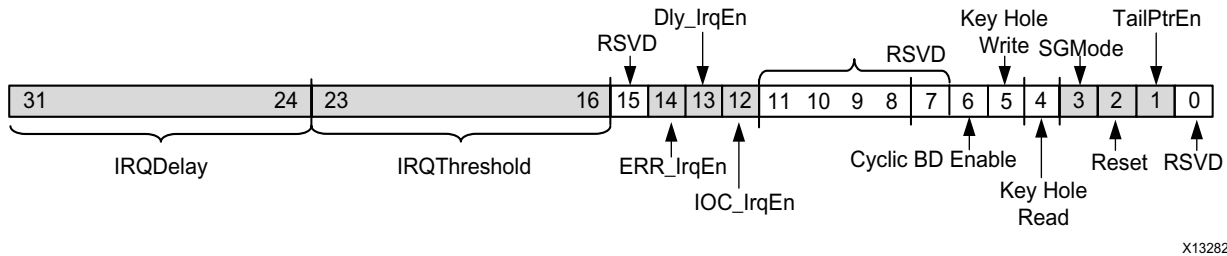 Dly_IrqEn
Key Hole
Write
TailPtrEn
RSVD
RSVD
SGMode
31 24 23 16 15 14 13 12 11 10 9 8 7 6 5 4 3 2 1 0
IRQDelay
IRQThreshold
ERR_IrqEn
Cyclic BD Enable
Reset
RSVD
IOC_IrqEn
Key Hole
Read
X13282